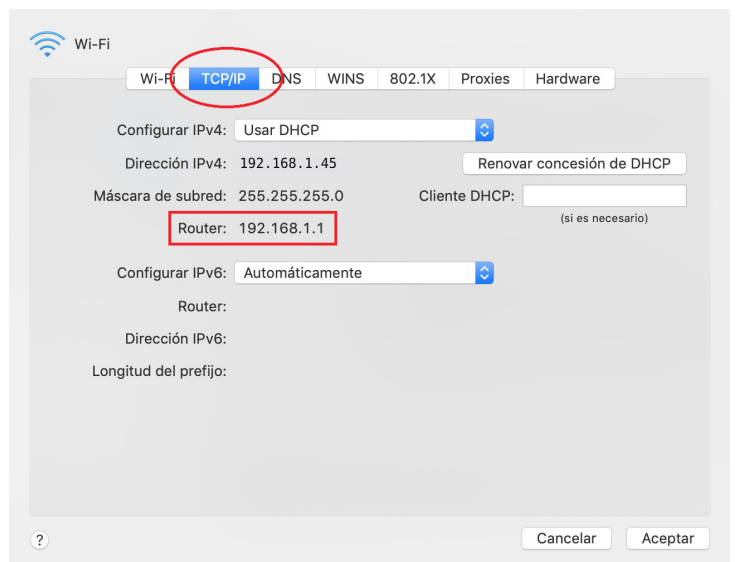 Wi-Fi
Wi-Fi TCP/IP DNS WINS 802.1X Proxies Hardware
Configurar IPv4: Usar DHCP
Dirección IPv4: 192.168.1.45 Renovar concesión de DHCP
Máscara de subred: 255.255.255.0 Cliente DHCP:
(si es necesario)
Router: 192.168.1.1
Configurar IPv6: Automáticamente
Router:
Dirección IPv6:
Longitud del prefijo:
? Cancelar Aceptar